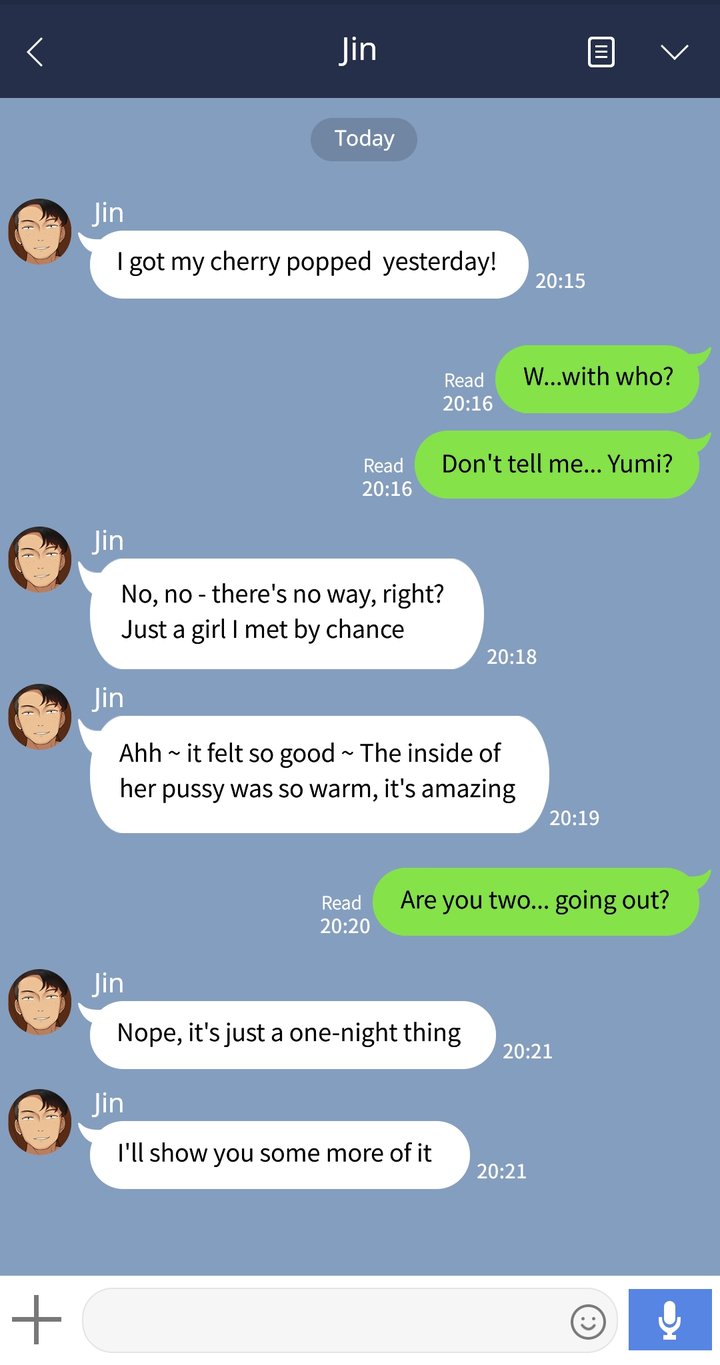 Jin
Today
Jin
I got my cherry popped  yesterday!
20:15
W...with who?
Read
20:16
Don't tell me... Yumi?
Read
20:16
Jin
No, no - there's no way, right?
Just a girl I met by chance
20:18
Jin
Ahh ~ it felt so good ~ The inside of
her pussy was so warm, it's amazing
20:19
Are you two... going out?
Read
20:20
Jin
Nope, it's just a one-night thing
20:21
Jin
I'll show you some more of it
20:21